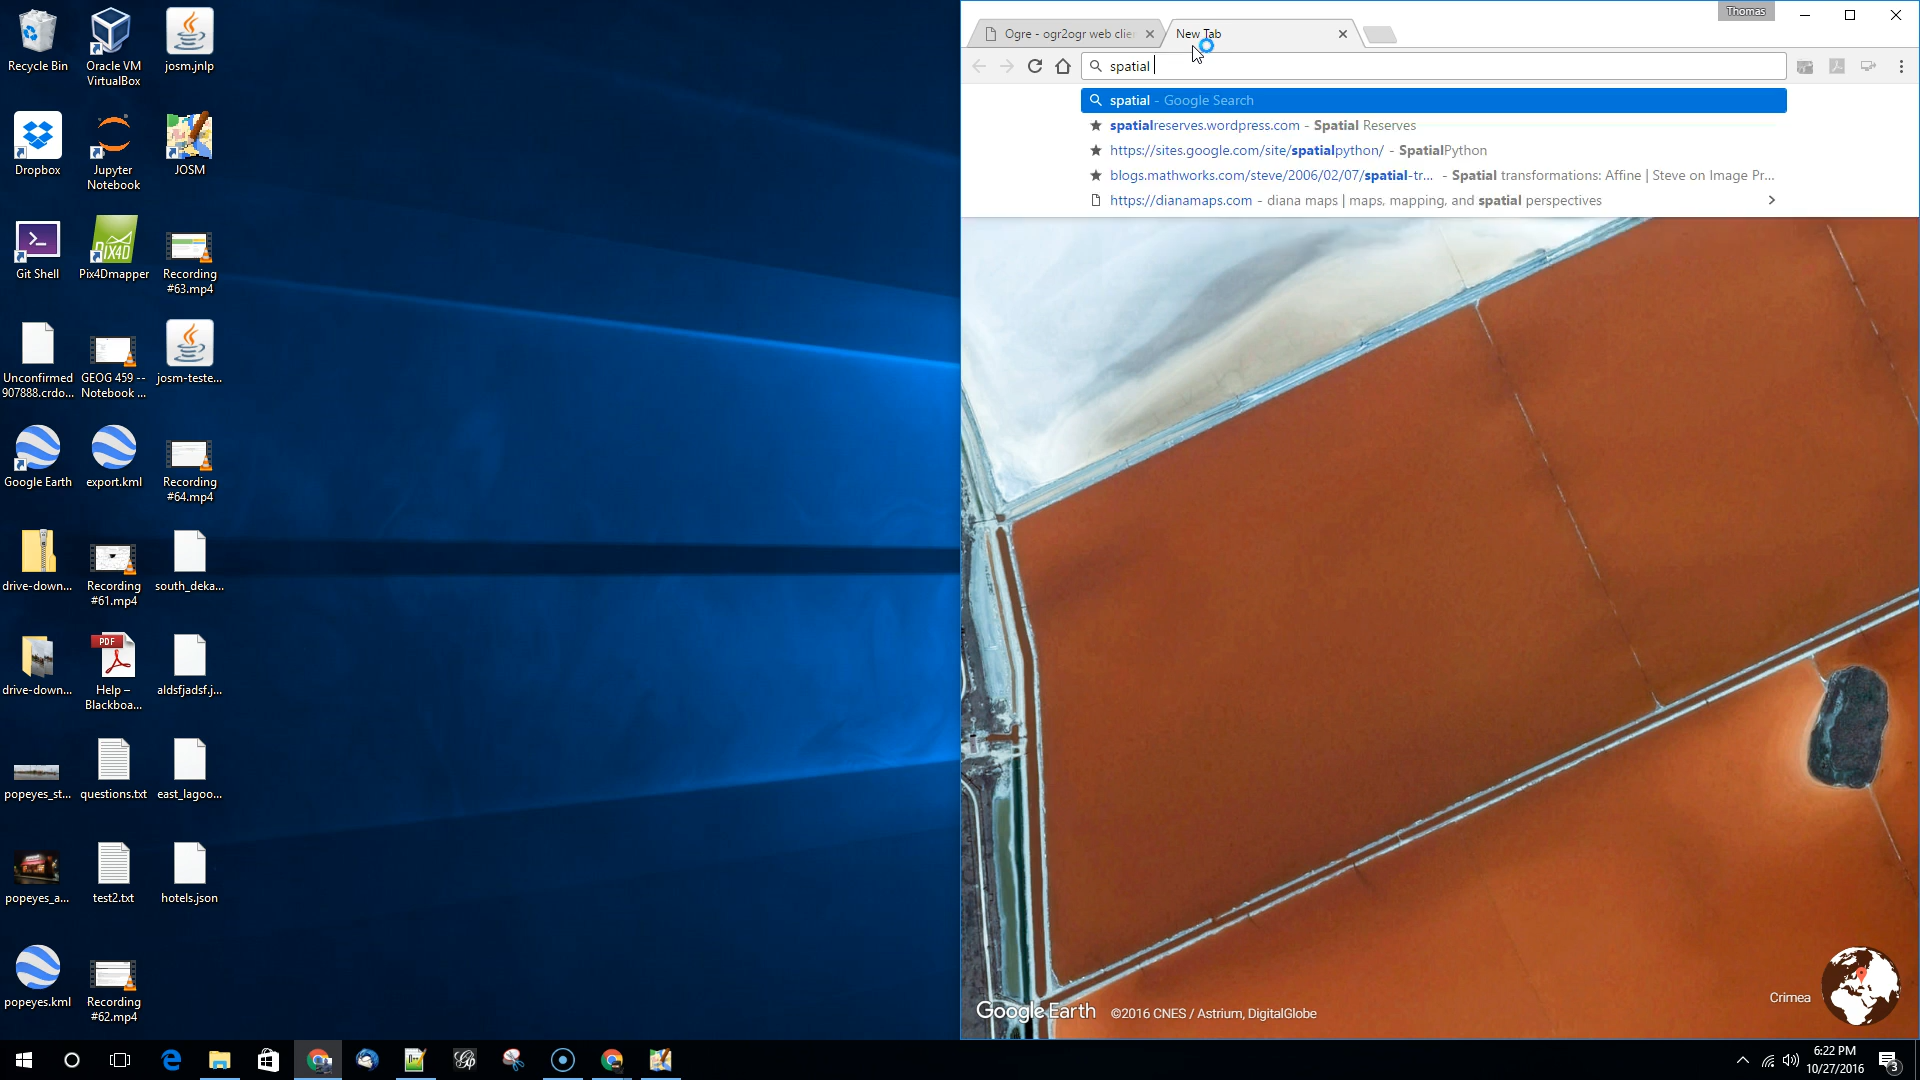 Recycle Bin
Oracle VM
VirtualBox
josm.jnlp
Dropbox
Jupyter
Notebook
JOSM
Git Shell
Pix4Dmapper
Recording
#63.mp4
Unconfirmed
907888.crdo...
GEOG 459 --
Notebook ...
josm-teste...
Google Earth
export.kml
Recording
#64.mp4
drive-down...
Recording
#61.mp4
south_deka...
drive-down...
PDF
Help –
Blackboa...
aldsfjadsf.j...
popeyes_st...
questions.txt
east_lagoo...
popeyes_a...
test2.txt
hotels.json
popeyes.kml
Recording
#62.mp4
Thomas
Ogre - ogr2ogr web clie
New Tab
spatial
spatial - Google Search
spatialreserves.wordpress.com - Spatial Reserves
https://sites.google.com/site/spatialpython/ - SpatialPython
blogs.mathworks.com/steve/2006/02/07/spatial-tr... - Spatial transformations: Affine | Steve on Image Pr...
https://dianamaps.com - diana maps | maps, mapping, and spatial perspectives
Google Earth ©2016 CNES / Astrium, DigitalGlobe
Crimea
6:22 PM
10/27/2016
3